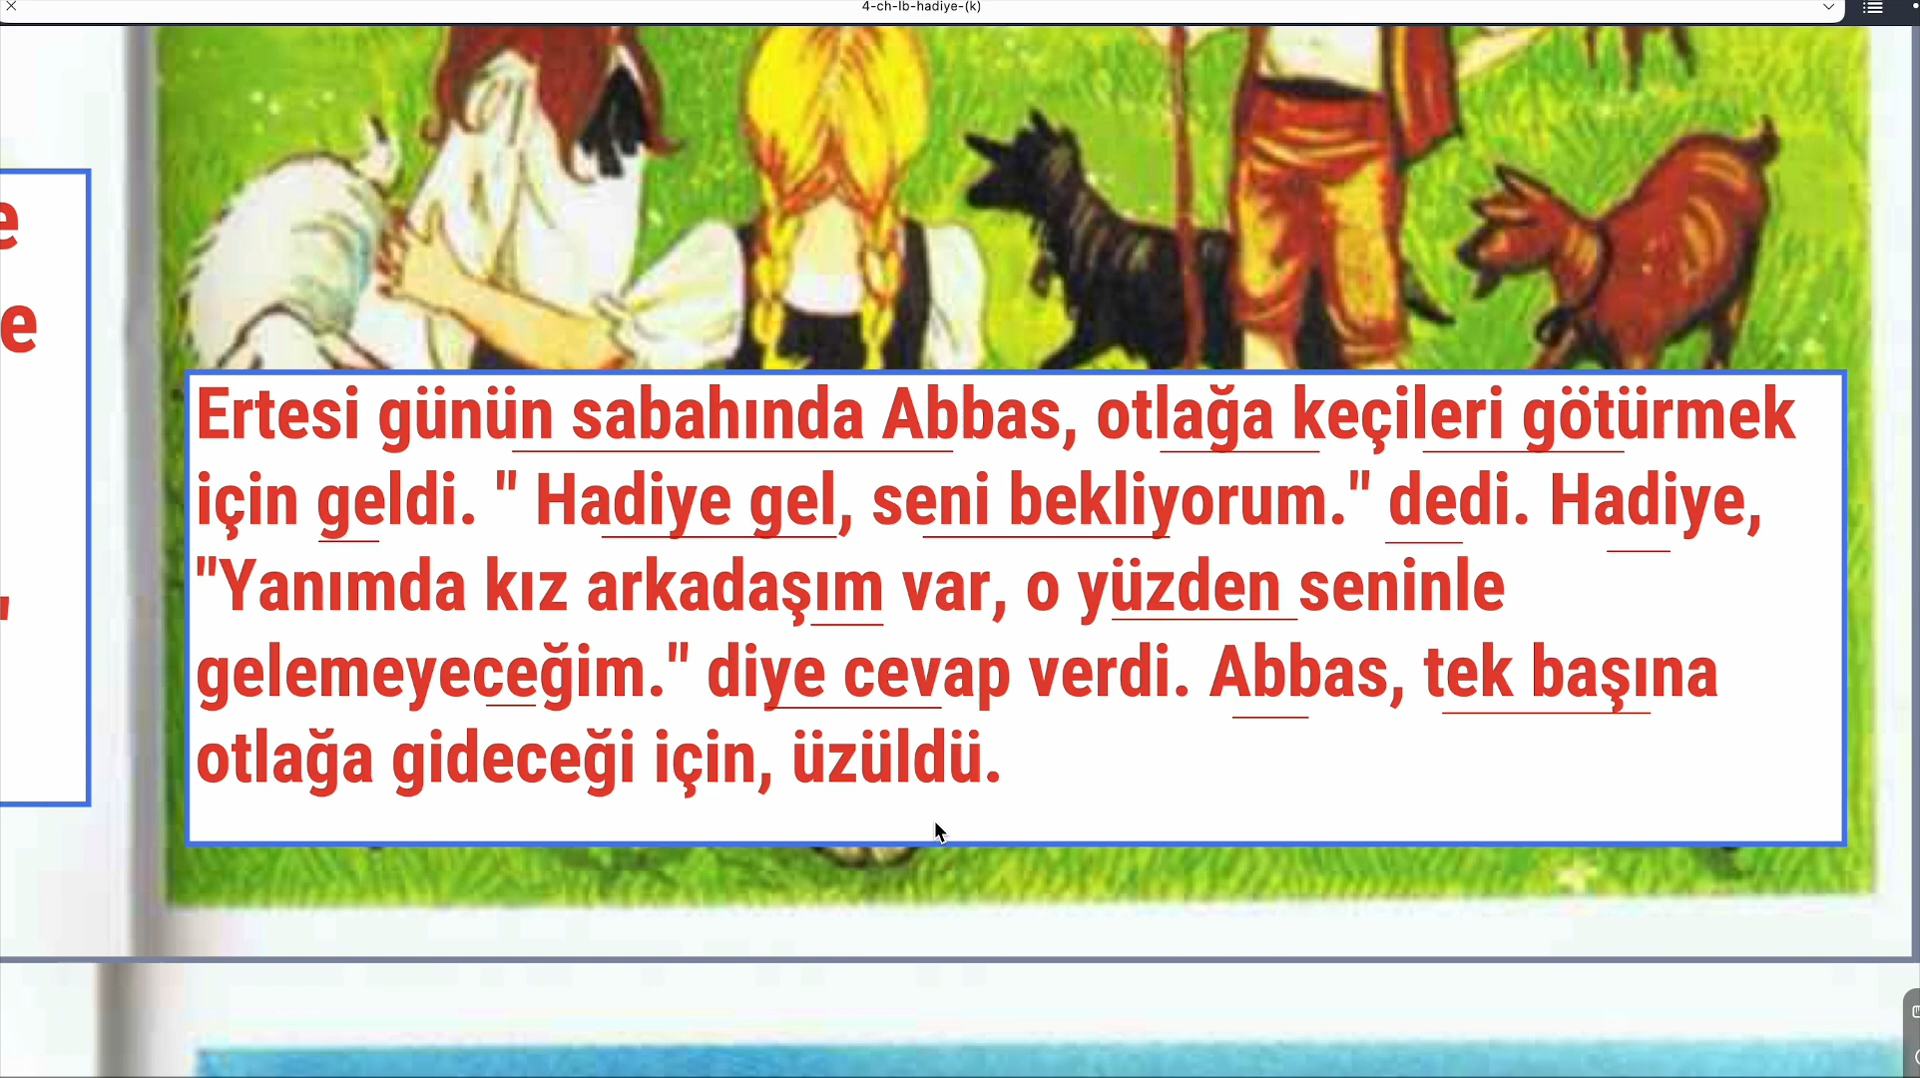 4-ch-lb-hadiye-(k)
e
e
Ertesi günün sabahında Abbas, otlağa keçileri götürmek
için geldi. " Hadiye gel, seni bekliyorum." dedi. Hadiye,
"Yanımda kız arkadaşım var, o yüzden seninle
gelemeyeceğim." diye cevap verdi. Abbas, tek başına
otlağa gideceği için, üzüldü.